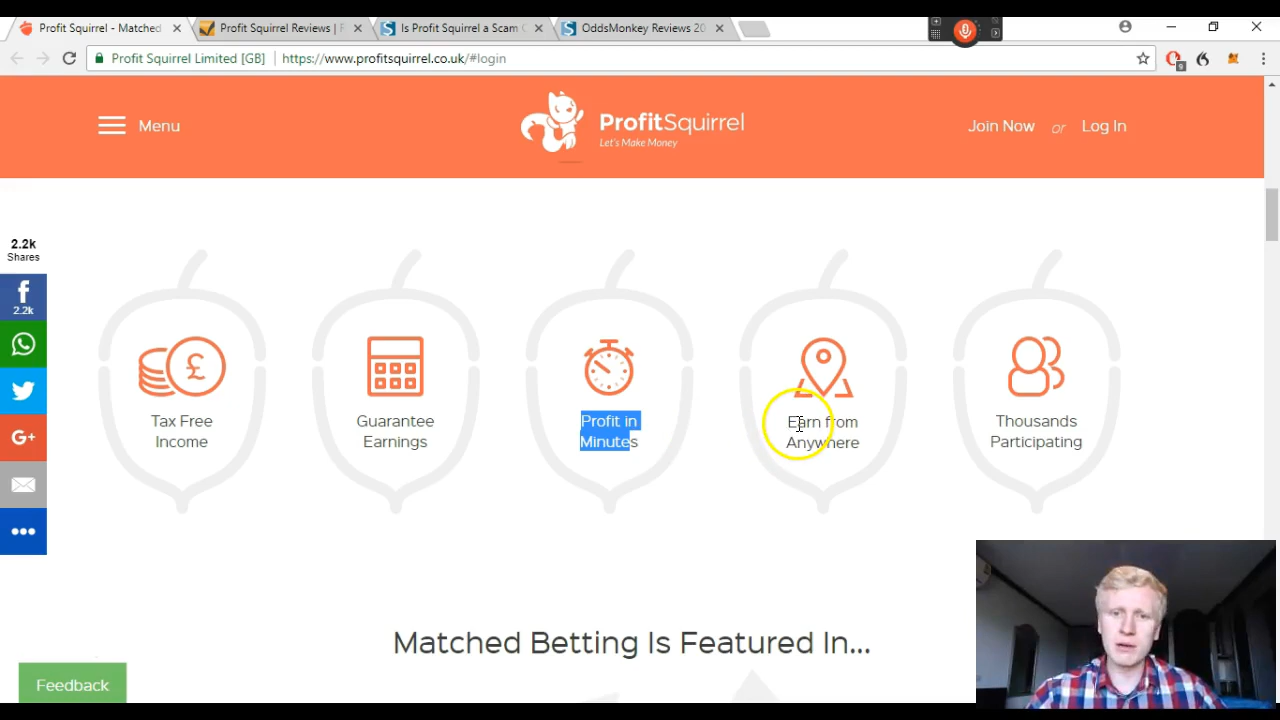 Profit Squirrel - Matched
Profit Squirrel Reviews | F
Is Profit Squirrel a Scam
OddsMonkey Reviews 20
Profit Squirrel Limited [GB]
https://www.profitsquirrel.co.uk/#login
9
Menu
ProfitSquirrel
Let's Make Money
Join Now or Log In
2.2k
Shares
2.2k
G+
Tax Free
Income
Guarantee
Earnings
Profit in
Minutes
Earn from
Anywhere
Thousands
Participating
Matched Betting Is Featured In...
Feedback